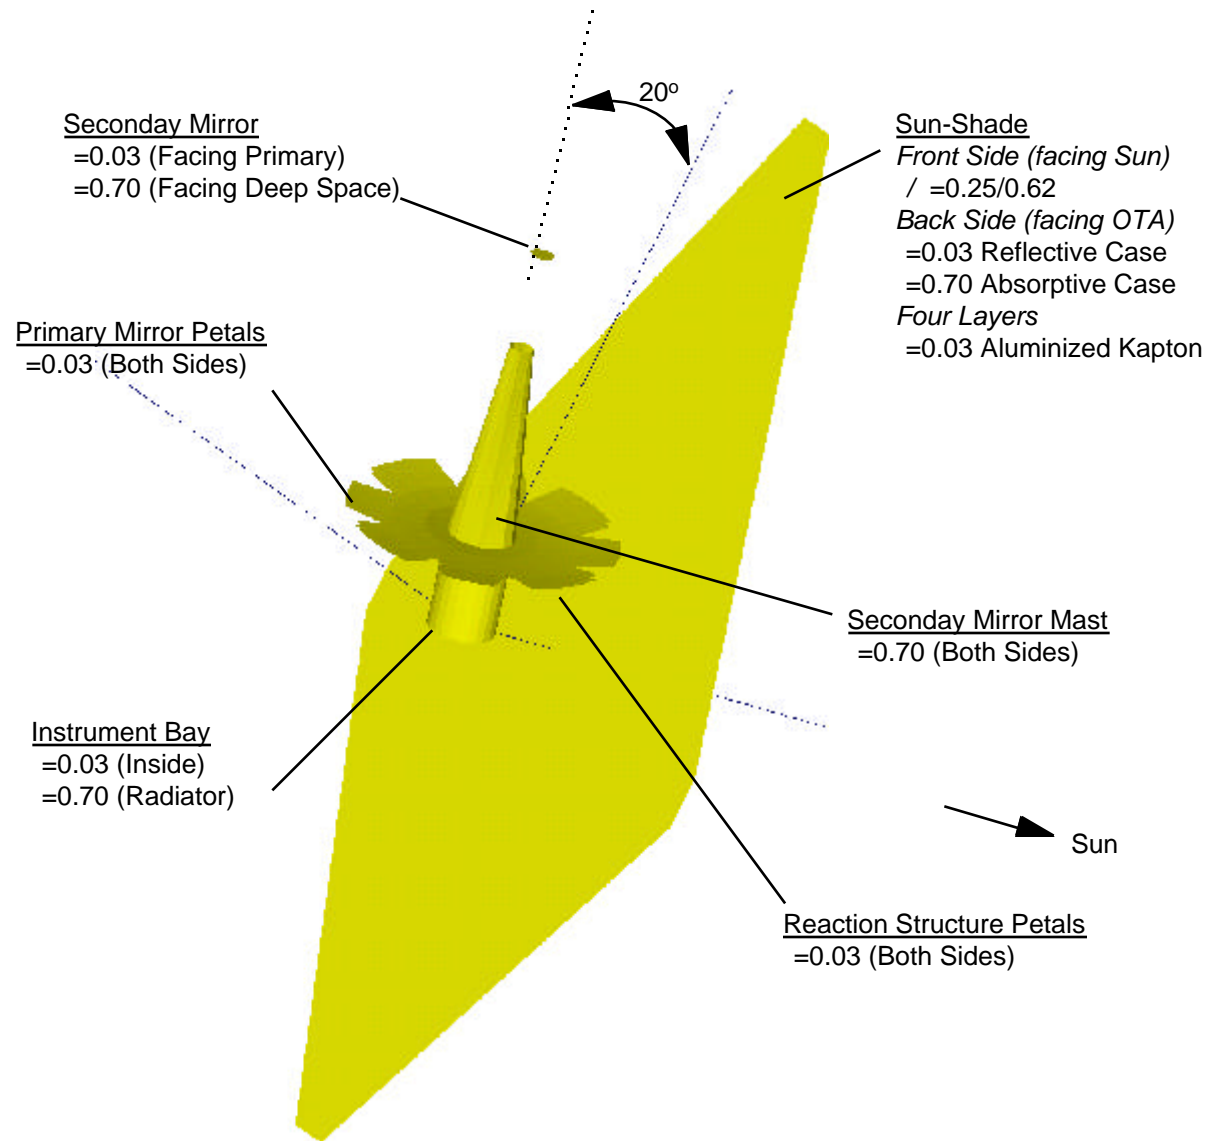 20o
Seconday Mirror
=0.03 (Facing Primary)
=0.70 (Facing Deep Space)
Sun-Shade
Front Side (facing Sun)
/ =0.25/0.62
Back Side (facing OTA)
=0.03 Reflective Case
=0.70 Absorptive Case
Four Layers
=0.03 Aluminized Kapton
Primary Mirror Petals
=0.03 (Both Sides)
Seconday Mirror Mast
=0.70 (Both Sides)
Instrument Bay
=0.03 (Inside)
=0.70 (Radiator)
Sun
Reaction Structure Petals
=0.03 (Both Sides)